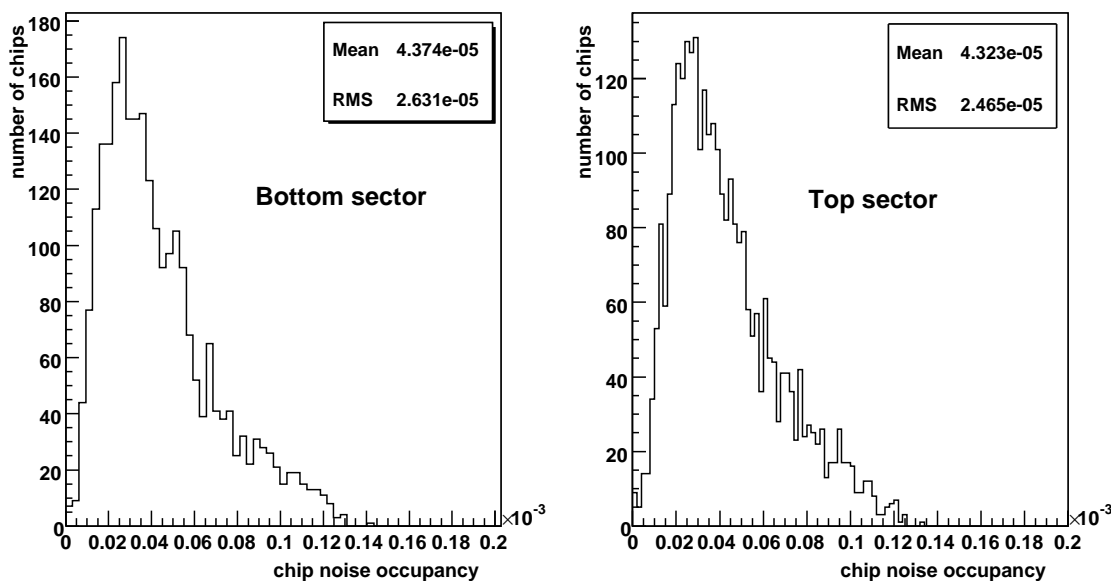 number of chips
180
160
140
120
100
80
60
40
20
0
Mean 4.374e-05
RMS 2.631e-05
Bottom sector
×10⁻³
0 0.02 0.04 0.06 0.08 0.1 0.12 0.14 0.16 0.18 0.2
chip noise occupancy
number of chips
120
100
80
60
40
20
0
Mean 4.323e-05
RMS 2.465e-05
Top sector
×10⁻³
0 0.02 0.04 0.06 0.08 0.1 0.12 0.14 0.16 0.18 0.2
chip noise occupancy